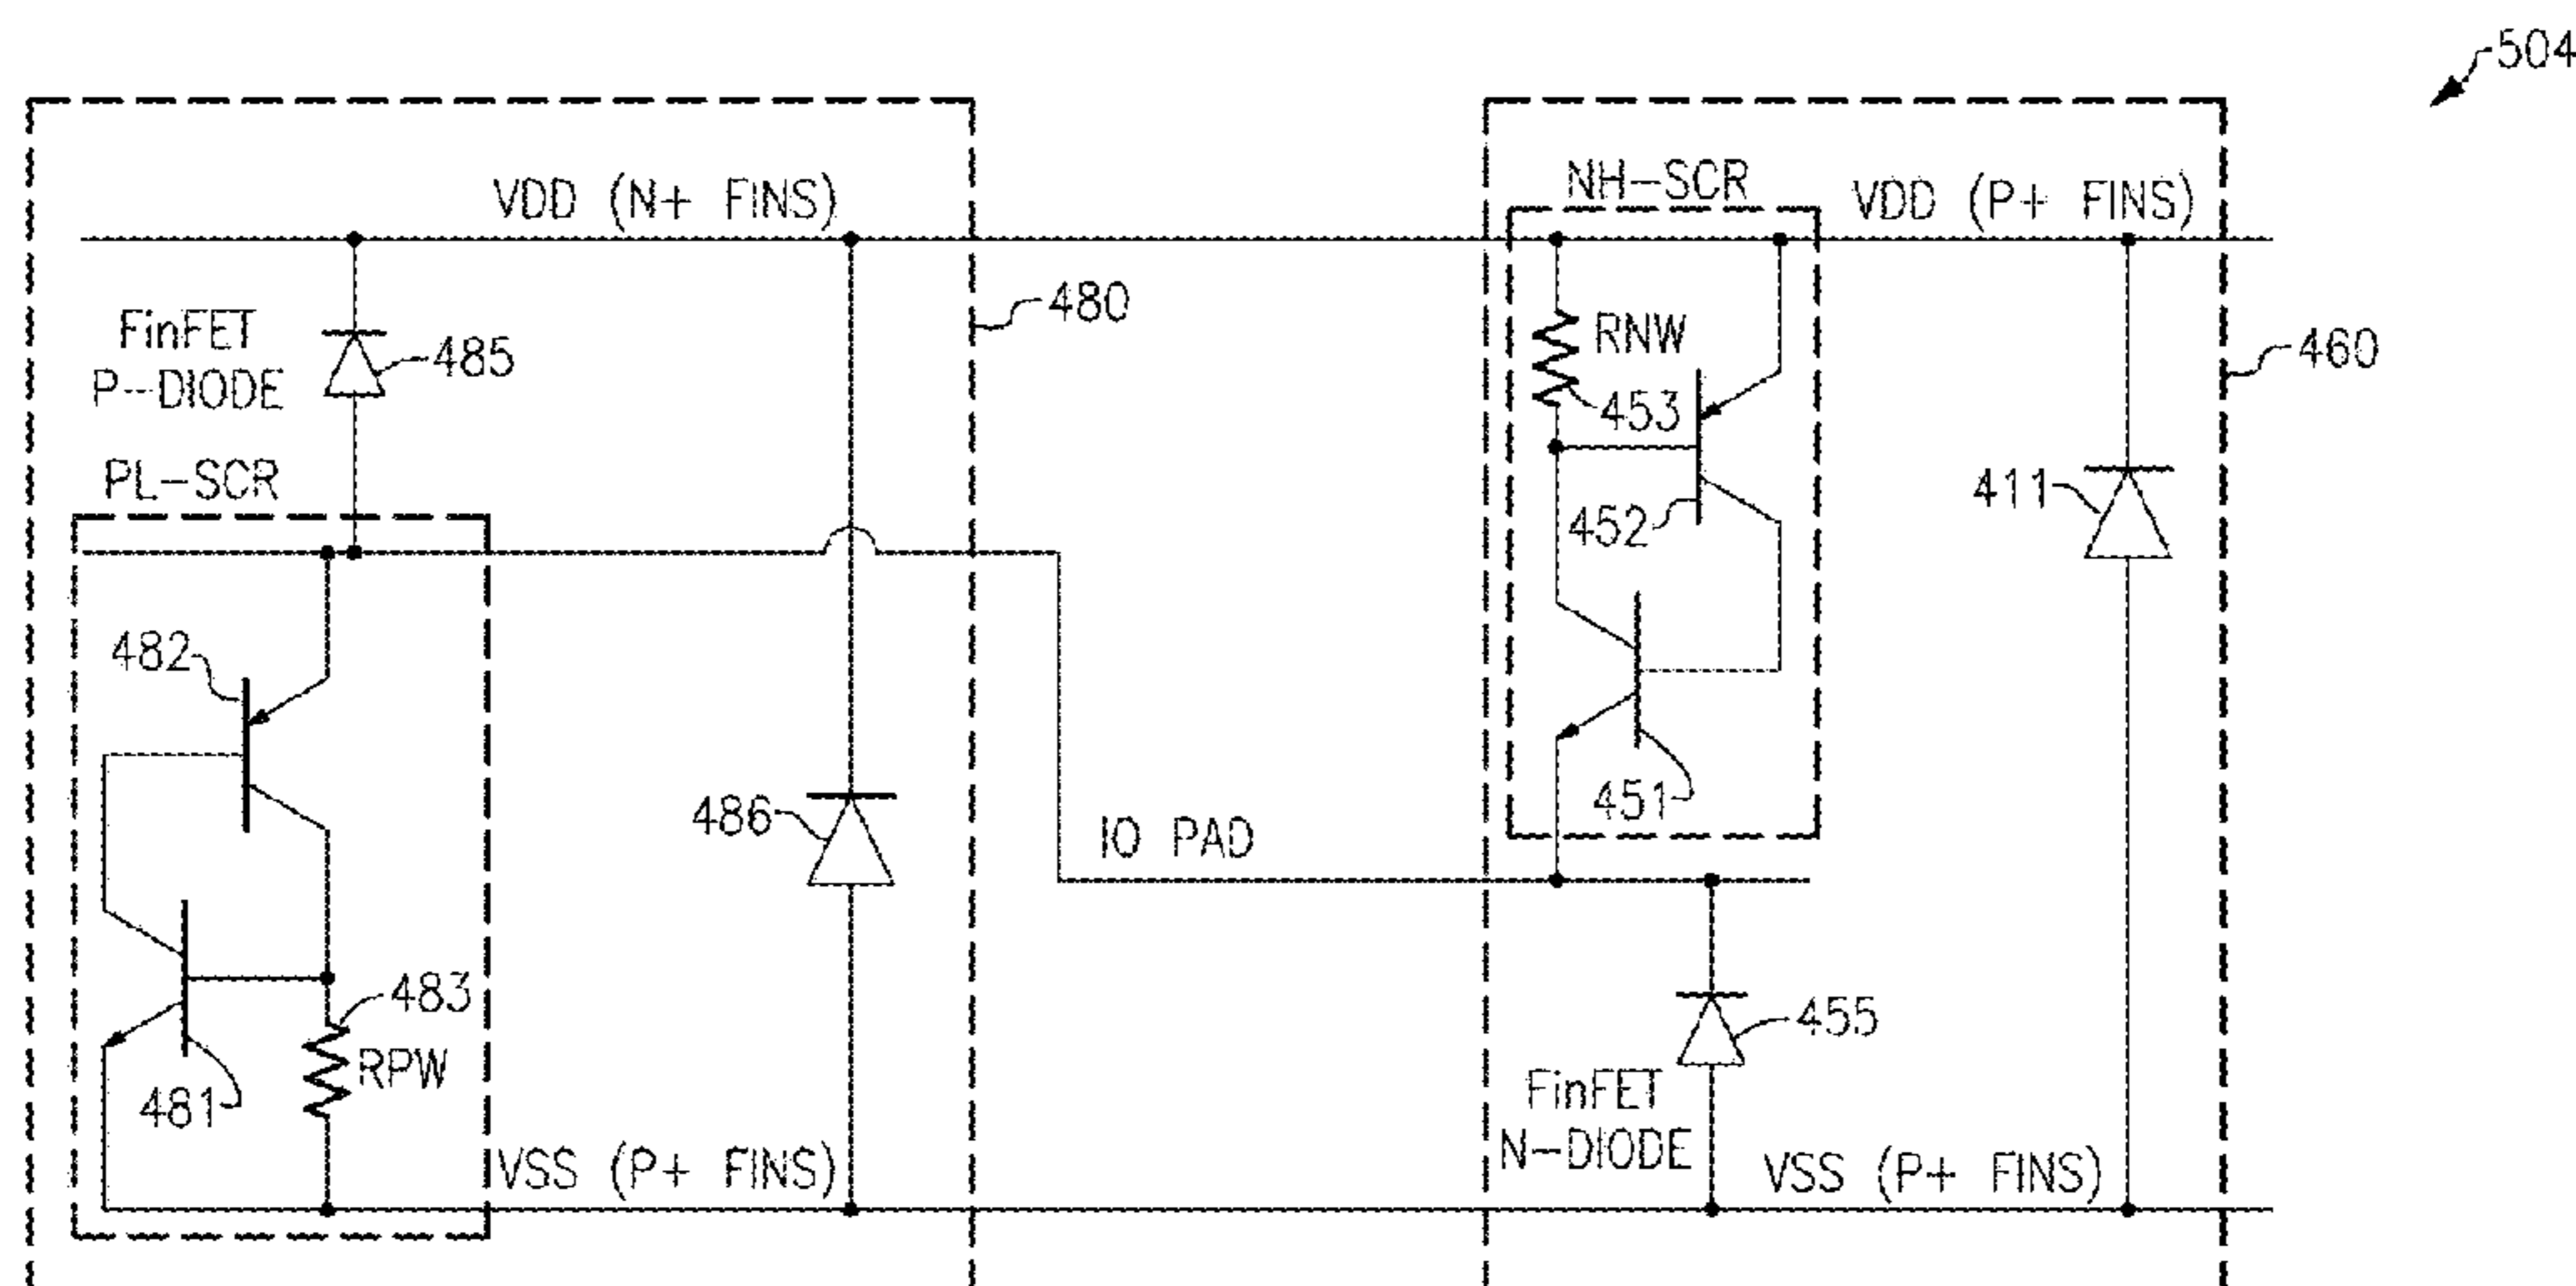 504
VDD (N+ FINS)
NH-SCR
VDD (P+ FINS)
480
FinFET
P-DIODE
485
RNW
453
460
PL-SCR
452
411
482
486
451
IO PAD
483
RPW
481
455
FinFET
N-DIODE
VSS (P+ FINS)
VSS (P+ FINS)